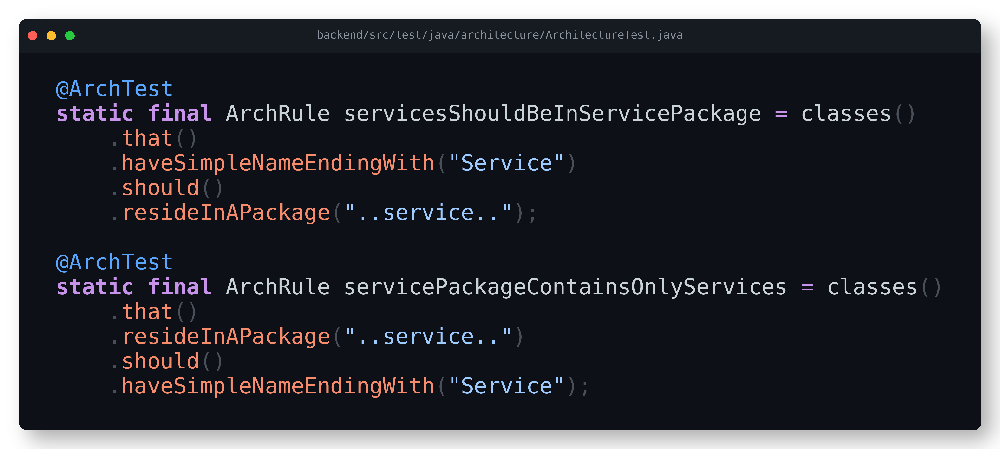 backend/src/test/java/architecture/ArchitectureTest.java
@ArchTest
static final ArchRule servicesShouldBeInServicePackage = classes()
    .that()
    .haveSimpleNameEndingWith("Service")
    .should()
    .resideInAPackage("..service..");

@ArchTest
static final ArchRule servicePackageContainsOnlyServices = classes()
    .that()
    .resideInAPackage("..service..")
    .should()
    .haveSimpleNameEndingWith("Service");